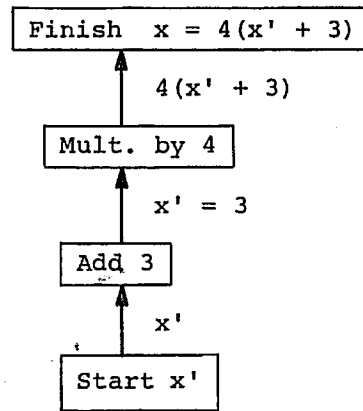 Finish x = 4(x' + 3)
4(x' + 3)
Mult. by 4
x' = 3
Add 3
x'
Start x'